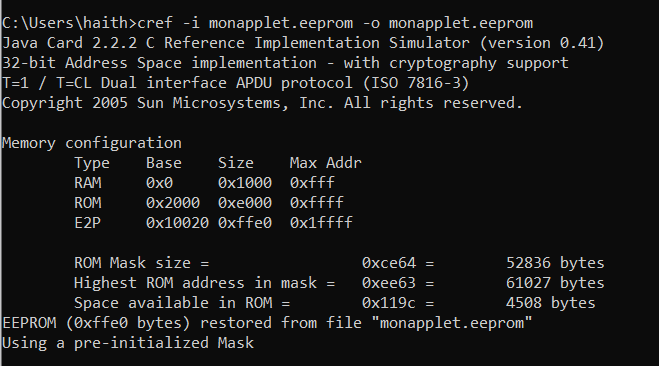 C:\Users\haith>cref -i monapplet.eeprom -o monapplet.eeprom
Java Card 2.2.2 C Reference Implementation Simulator (version 0.41)
32-bit Address Space implementation - with cryptography support
T=1 / T=CL Dual interface APDU protocol (ISO 7816-3)
Copyright 2005 Sun Microsystems, Inc. All rights reserved.
Memory configuration
Type Base Size Max Addr
RAM 0x0 0x1000 0xfff
ROM 0x2000 0xe000 0xffff
E2P 0x10020 0xffe0 0x1ffff
ROM Mask size = 0xce64 = 52836 bytes
Highest ROM address in mask = 0xee63 = 61027 bytes
Space available in ROM = 0x119c = 4508 bytes
EEPROM (0xffe0 bytes) restored from file "monapplet.eeprom"
Using a pre-initialized Mask